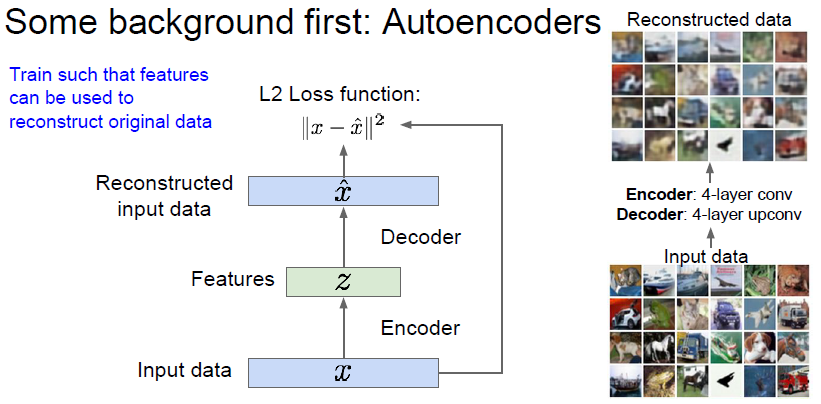 Some background first: Autoencoders
Train such that features
can be used to
reconstruct original data
L2 Loss function:
‖x − x̂‖²
Reconstructed
input data
x̂
Decoder
Features
z
Encoder
Input data
x
Reconstructed data
Encoder: 4-layer conv
Decoder: 4-layer upconv
Input data